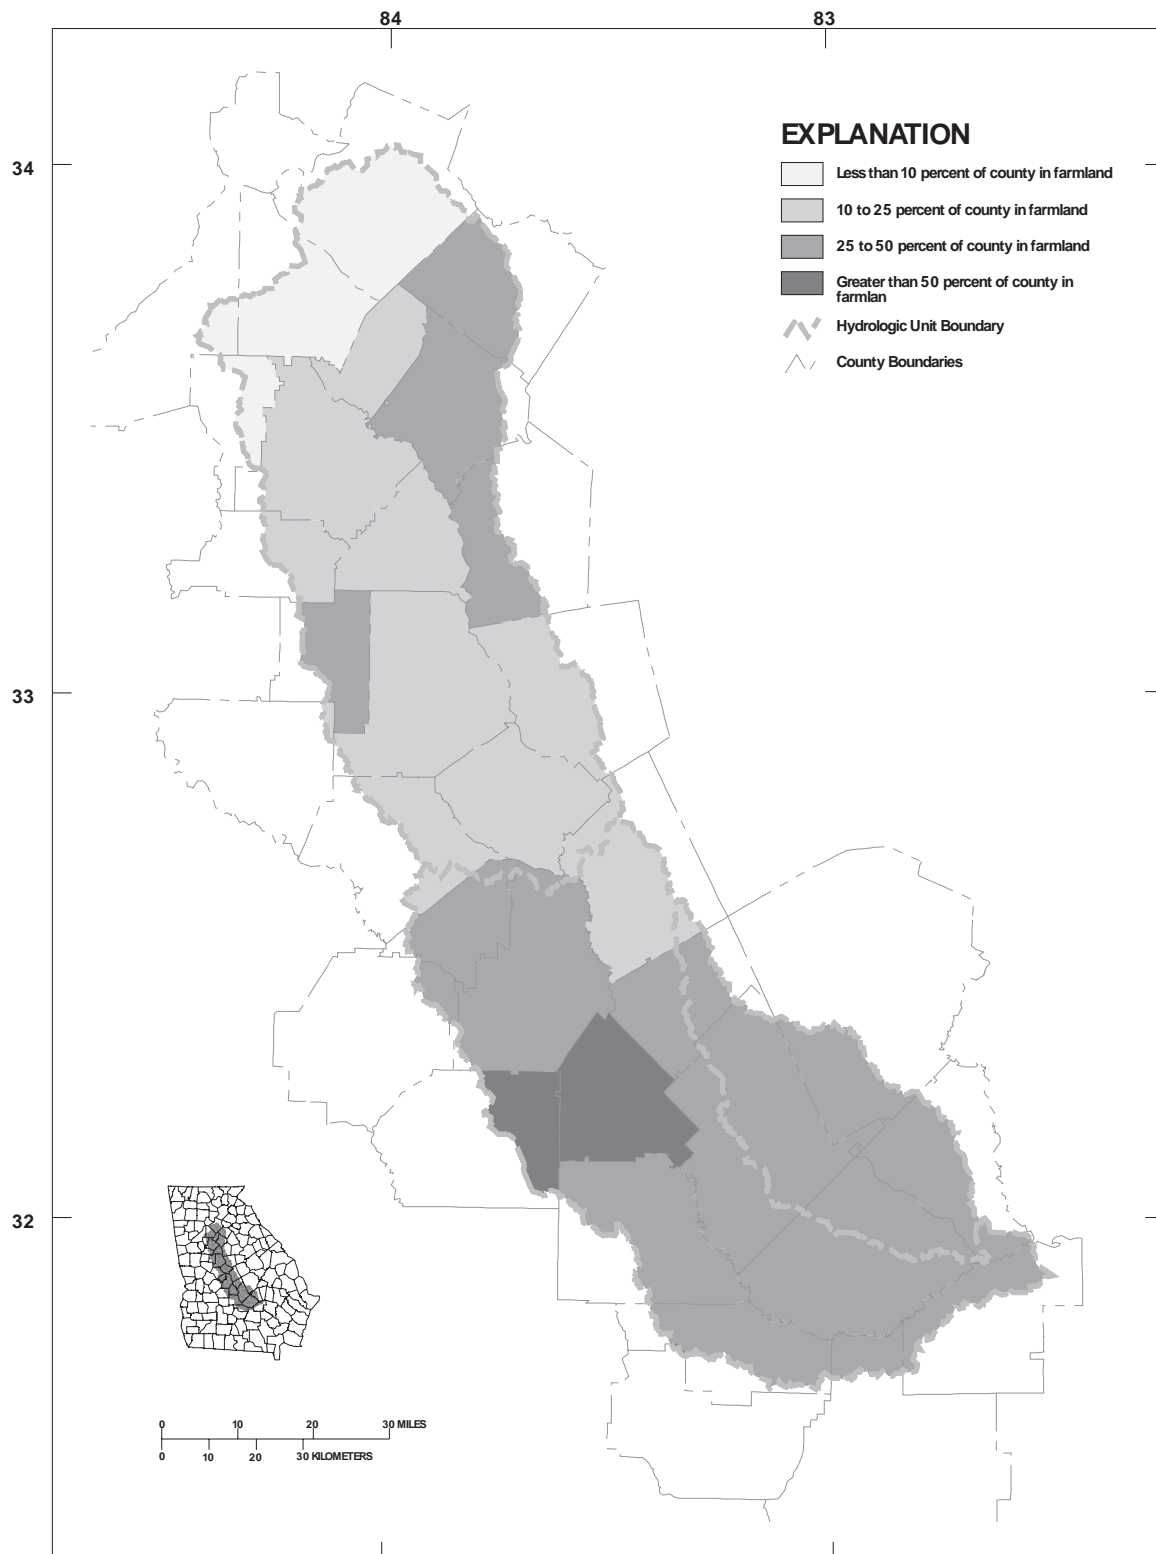 84
83
34
EXPLANATION
Less than 10 percent of county in farmland
10 to 25 percent of county in farmland
25 to 50 percent of county in farmland
Greater than 50 percent of county in
farmlan
Hydrologic Unit Boundary
County Boundaries
33
32
0 10 20 30 MILES
0 10 20 30 KILOMETERS